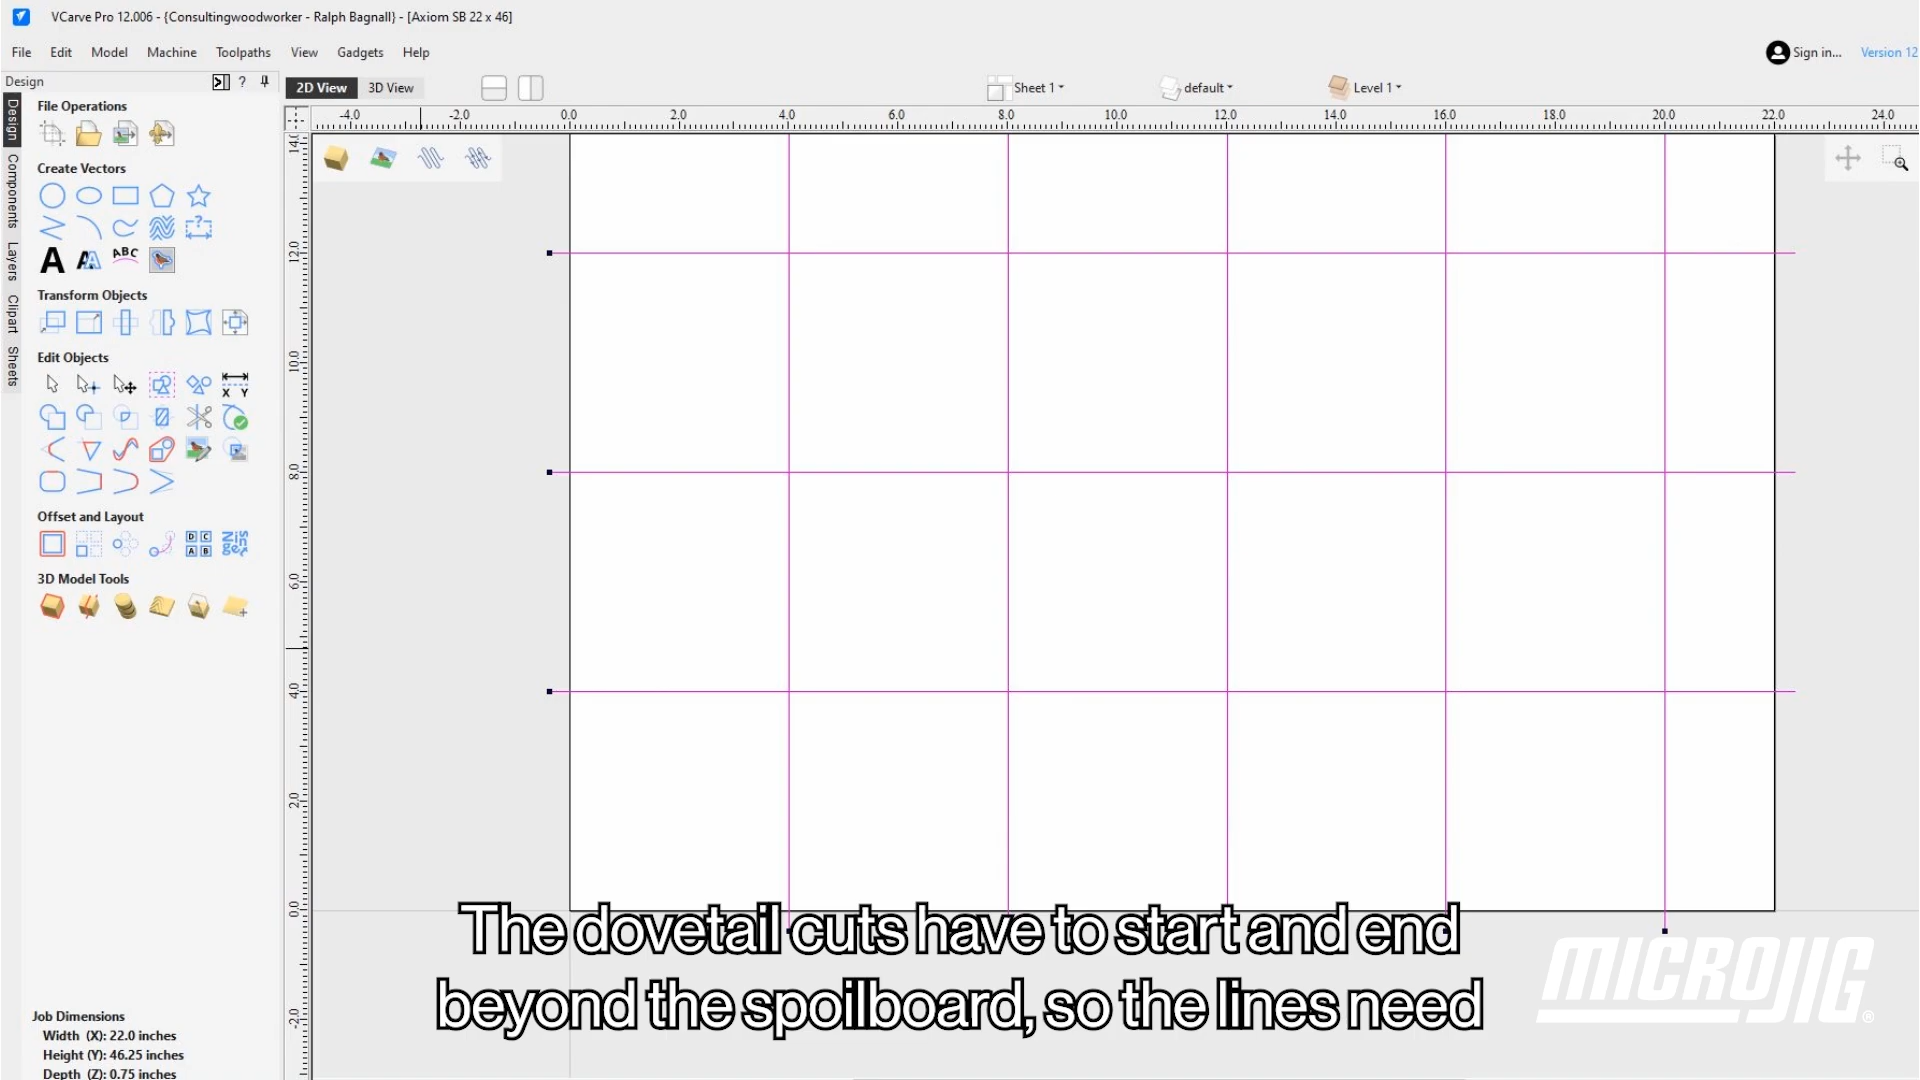 VCarve Pro 12.006 - {Consultingwoodworker - Ralph Bagnall} - [Axiom SB 22 x 46]
File Edit Model Machine Toolpaths View Gadgets Help
Sign in... Version 12
Design ?
2D View 3D View
Sheet 1 default Level 1
Design
Components
Layers
Clipart
Sheets
File Operations
Create Vectors
?
A A ABC
Transform Objects
Edit Objects
X Y
Offset and Layout
D C
A B
3D Model Tools
-4.0 -2.0 0.0 2.0 4.0 6.0 8.0 10.0 12.0 14.0 16.0 18.0 20.0 22.0 24.0
14.0
12.0
10.0
8.0
6.0
4.0
2.0
0.0
-2.0
The dovetail cuts have to start and end
beyond the spoilboard, so the lines need
MICROJIG®
Job Dimensions
Width (X): 22.0 inches
Height (Y): 46.25 inches
Depth (Z): 0.75 inches